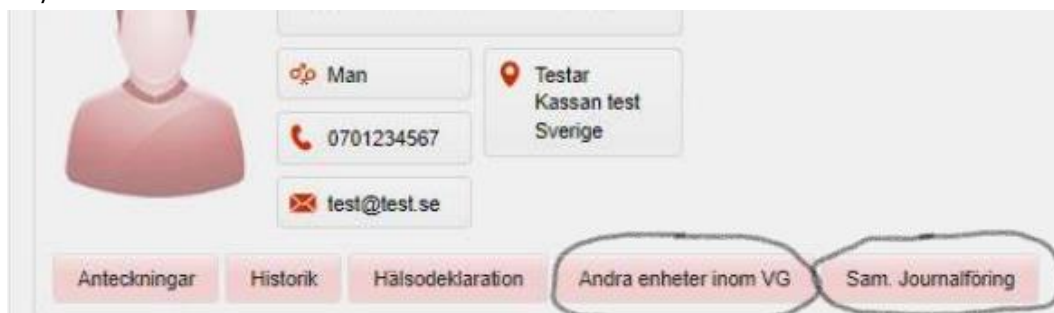 Man
Testar
Kassan test
Sverige
0701234567
test@test.se
Anteckningar
Historik
Hälsodeklaration
Andra enheter inom VG
Sam. Journalföring